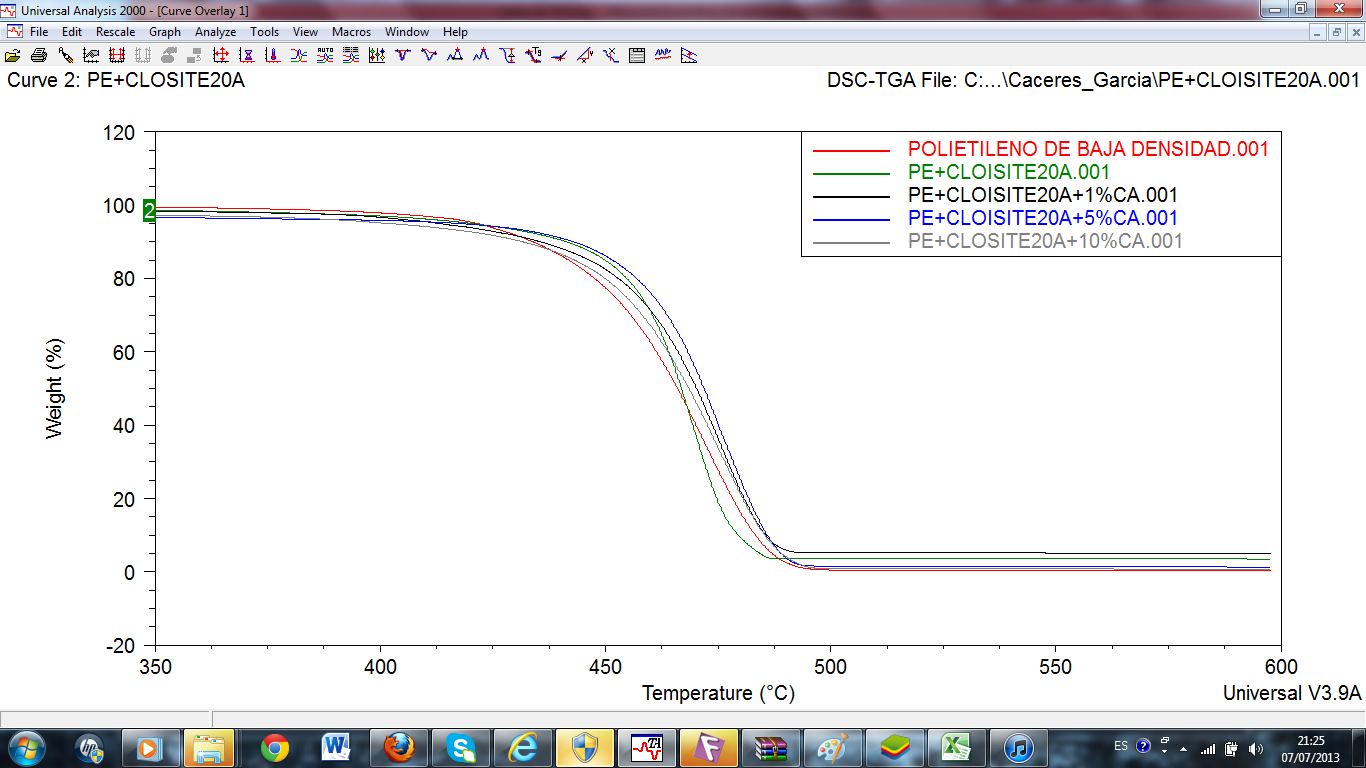 Universal Analysis 2000 - [Curve Overlay 1]
File Edit Rescale Graph Analyze Tools View Macros Window Help
Curve 2: PE+CLOSITE20A
DSC-TGA File: C:...\Caceres_Garcia\PE+CLOISITE20A.001
POLIETILENO DE BAJA DENSIDAD.001
PE+CLOISITE20A.001
PE+CLOISITE20A+1%CA.001
PE+CLOISITE20A+5%CA.001
PE+CLOSITE20A+10%CA.001
120
100
80
60
40
20
0
-20
2
Weight (%)
350 400 450 500 550 600
Temperature (°C)
Universal V3.9A
ES
21:25
07/07/2013